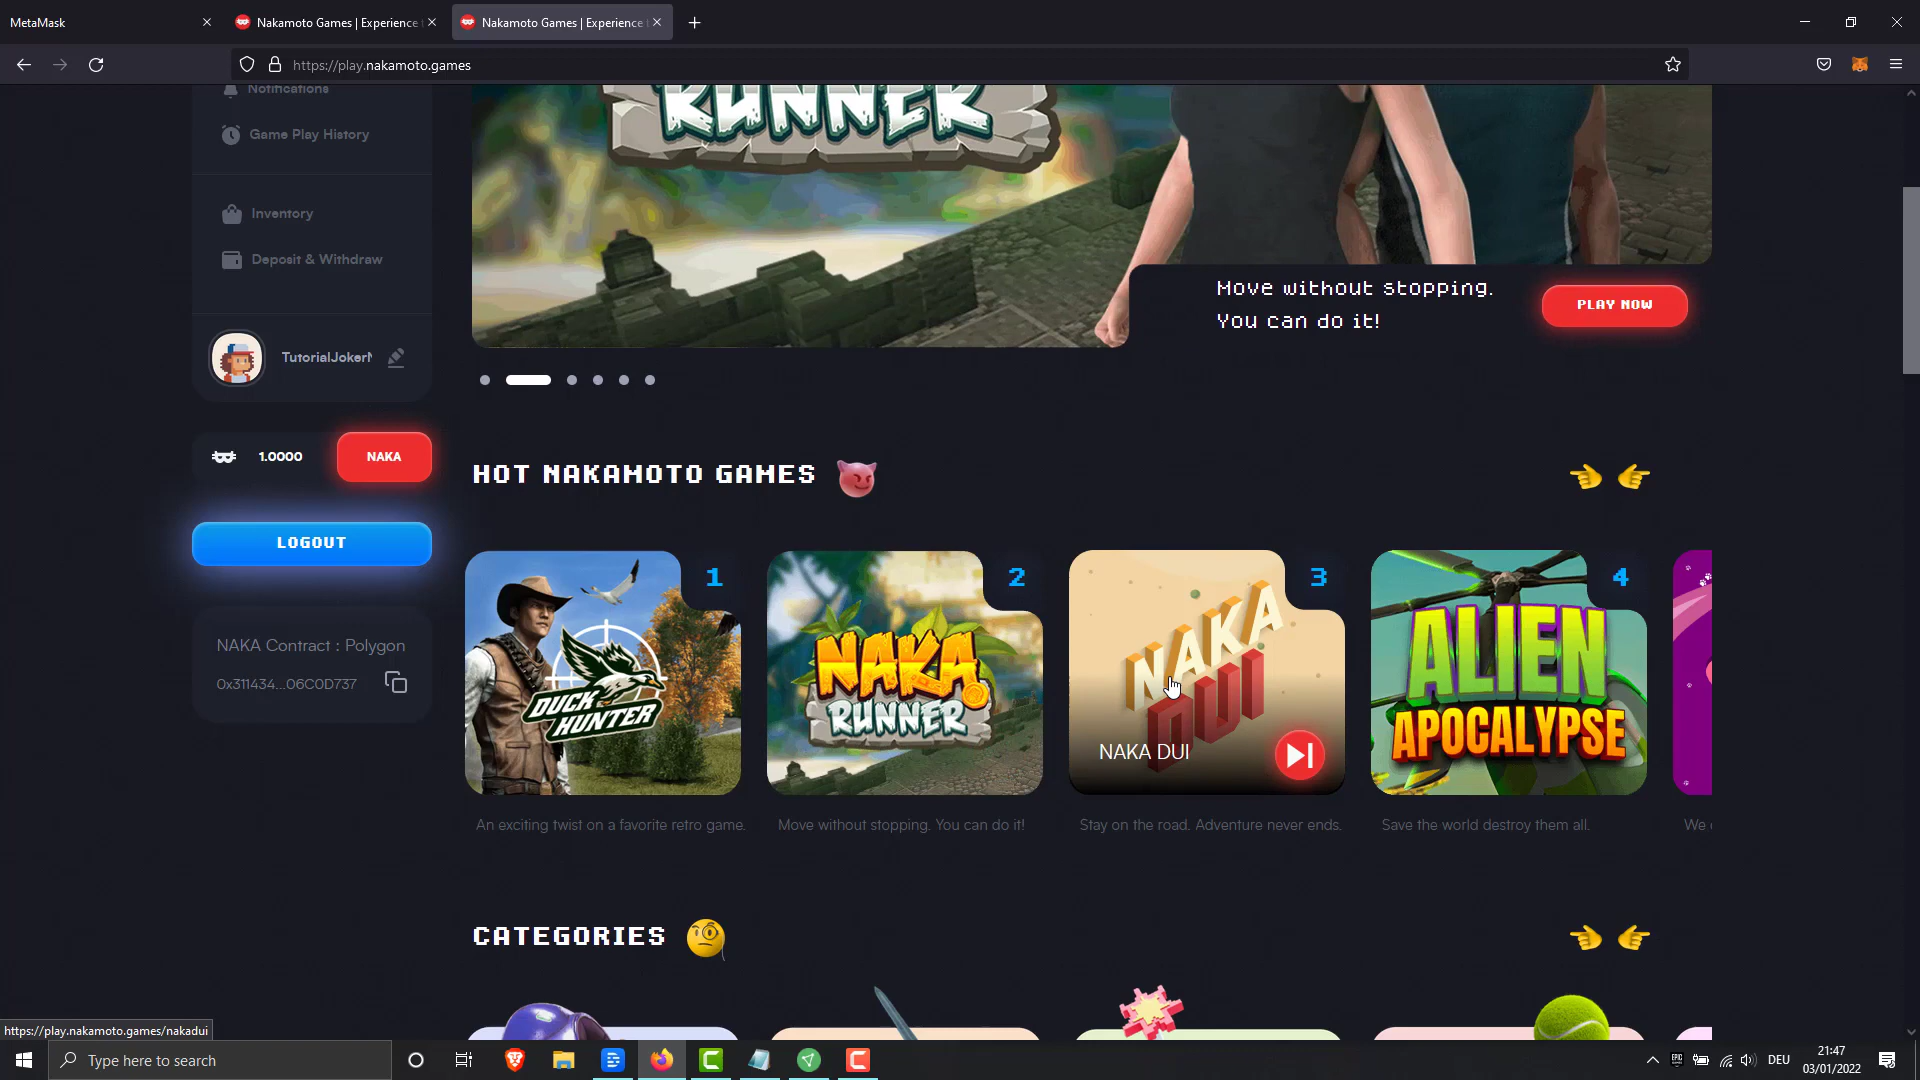 MetaMask
Nakamoto Games | Experience t
Nakamoto Games | Experience t
https://play.nakamoto.games
Notifications
Game Play History
Inventory
Deposit & Withdraw
TutorialJoker
1.0000
NAKA
LOGOUT
NAKA Contract : Polygon
0x311434...06C0D737
RUNNER
Move without stopping.
You can do it!
PLAY NOW
HOT NAKAMOTO GAMES
1
2
3
4
DUCK
HUNTER
NAKA
RUNNER
NAKA
DUI
NAKA DUI
ALIEN
APOCALYPSE
An exciting twist on a favorite retro game.
Move without stopping. You can do it!
Stay on the road. Adventure never ends.
Save the world destroy them all.
We
CATEGORIES
https://play.nakamoto.games/nakadui
Type here to search
EPIC
DEU
21:47
03/01/2022